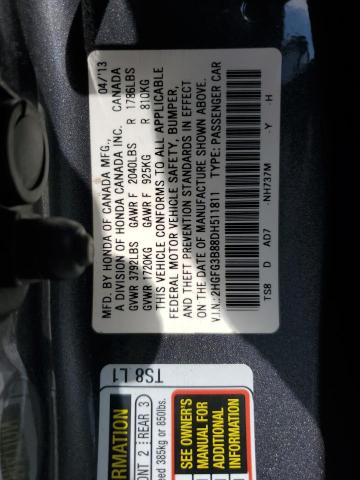 MFD. BY HONDA OF CANADA MFG., 04/'13
A DIVISION OF HONDA CANADA INC. CANADA
GVWR 3792LBS GAWR F 2040LBS R 1786LBS
GVWR 1720KG GAWR F 925KG R 810KG
THIS VEHICLE CONFORMS TO ALL APPLICABLE
FEDERAL MOTOR VEHICLE SAFETY, BUMPER,
AND THEFT PREVENTION STANDARDS IN EFFECT
ON THE DATE OF MANUFACTURE SHOWN ABOVE.
V.I.N.: 2HGFG3B88DH511811 TYPE: PASSENGER CAR
TS8 D AD7 -NH737M -Y -H
TS8 L1
FORMATION
ONT 2 REAR 3
eed 385kg or 850lbs.
SEE OWNER'S
MANUAL FOR
ADDITIONAL